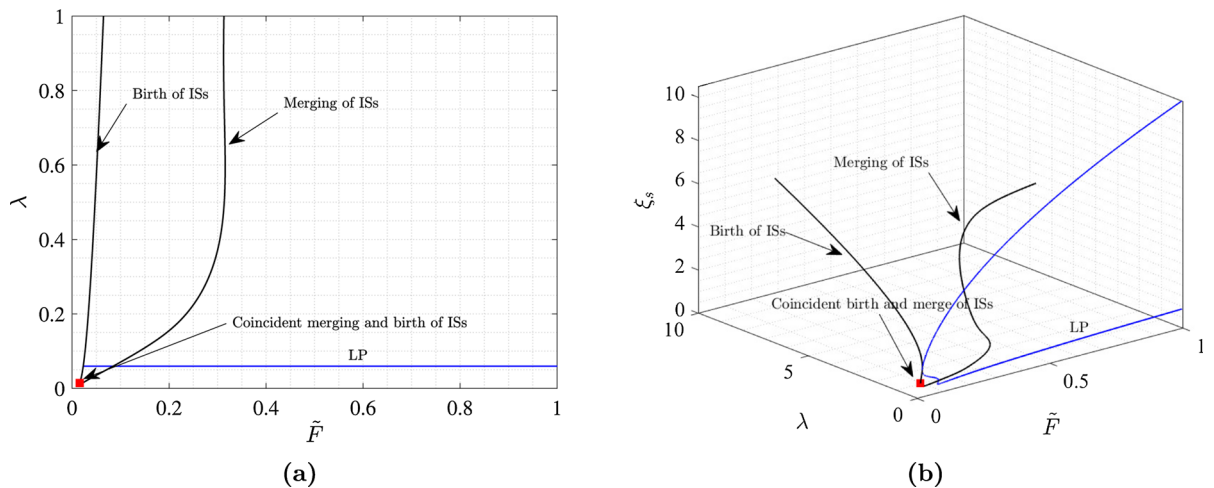 1
0.8
0.6
0.4
0.2
0
λ
Birth of ISs
Merging of ISs
Coincident merging and birth of ISs
LP
0 0.2 0.4 0.6 0.8 1
F̃
(a)
10
8
6
4
2
0
ξₛ
Merging of ISs
Birth of ISs
Coincident birth and merge of ISs
LP
10
5
0
λ
0
0.5
1
F̃
(b)